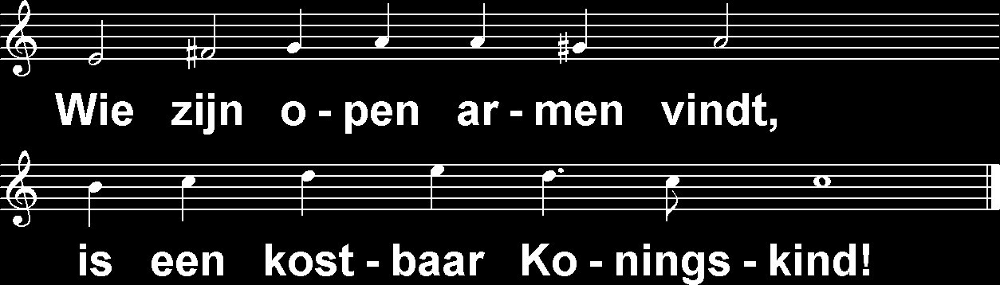 Wie zijn o - pen ar - men vindt,
is een kost - baar Ko - nings - kind!